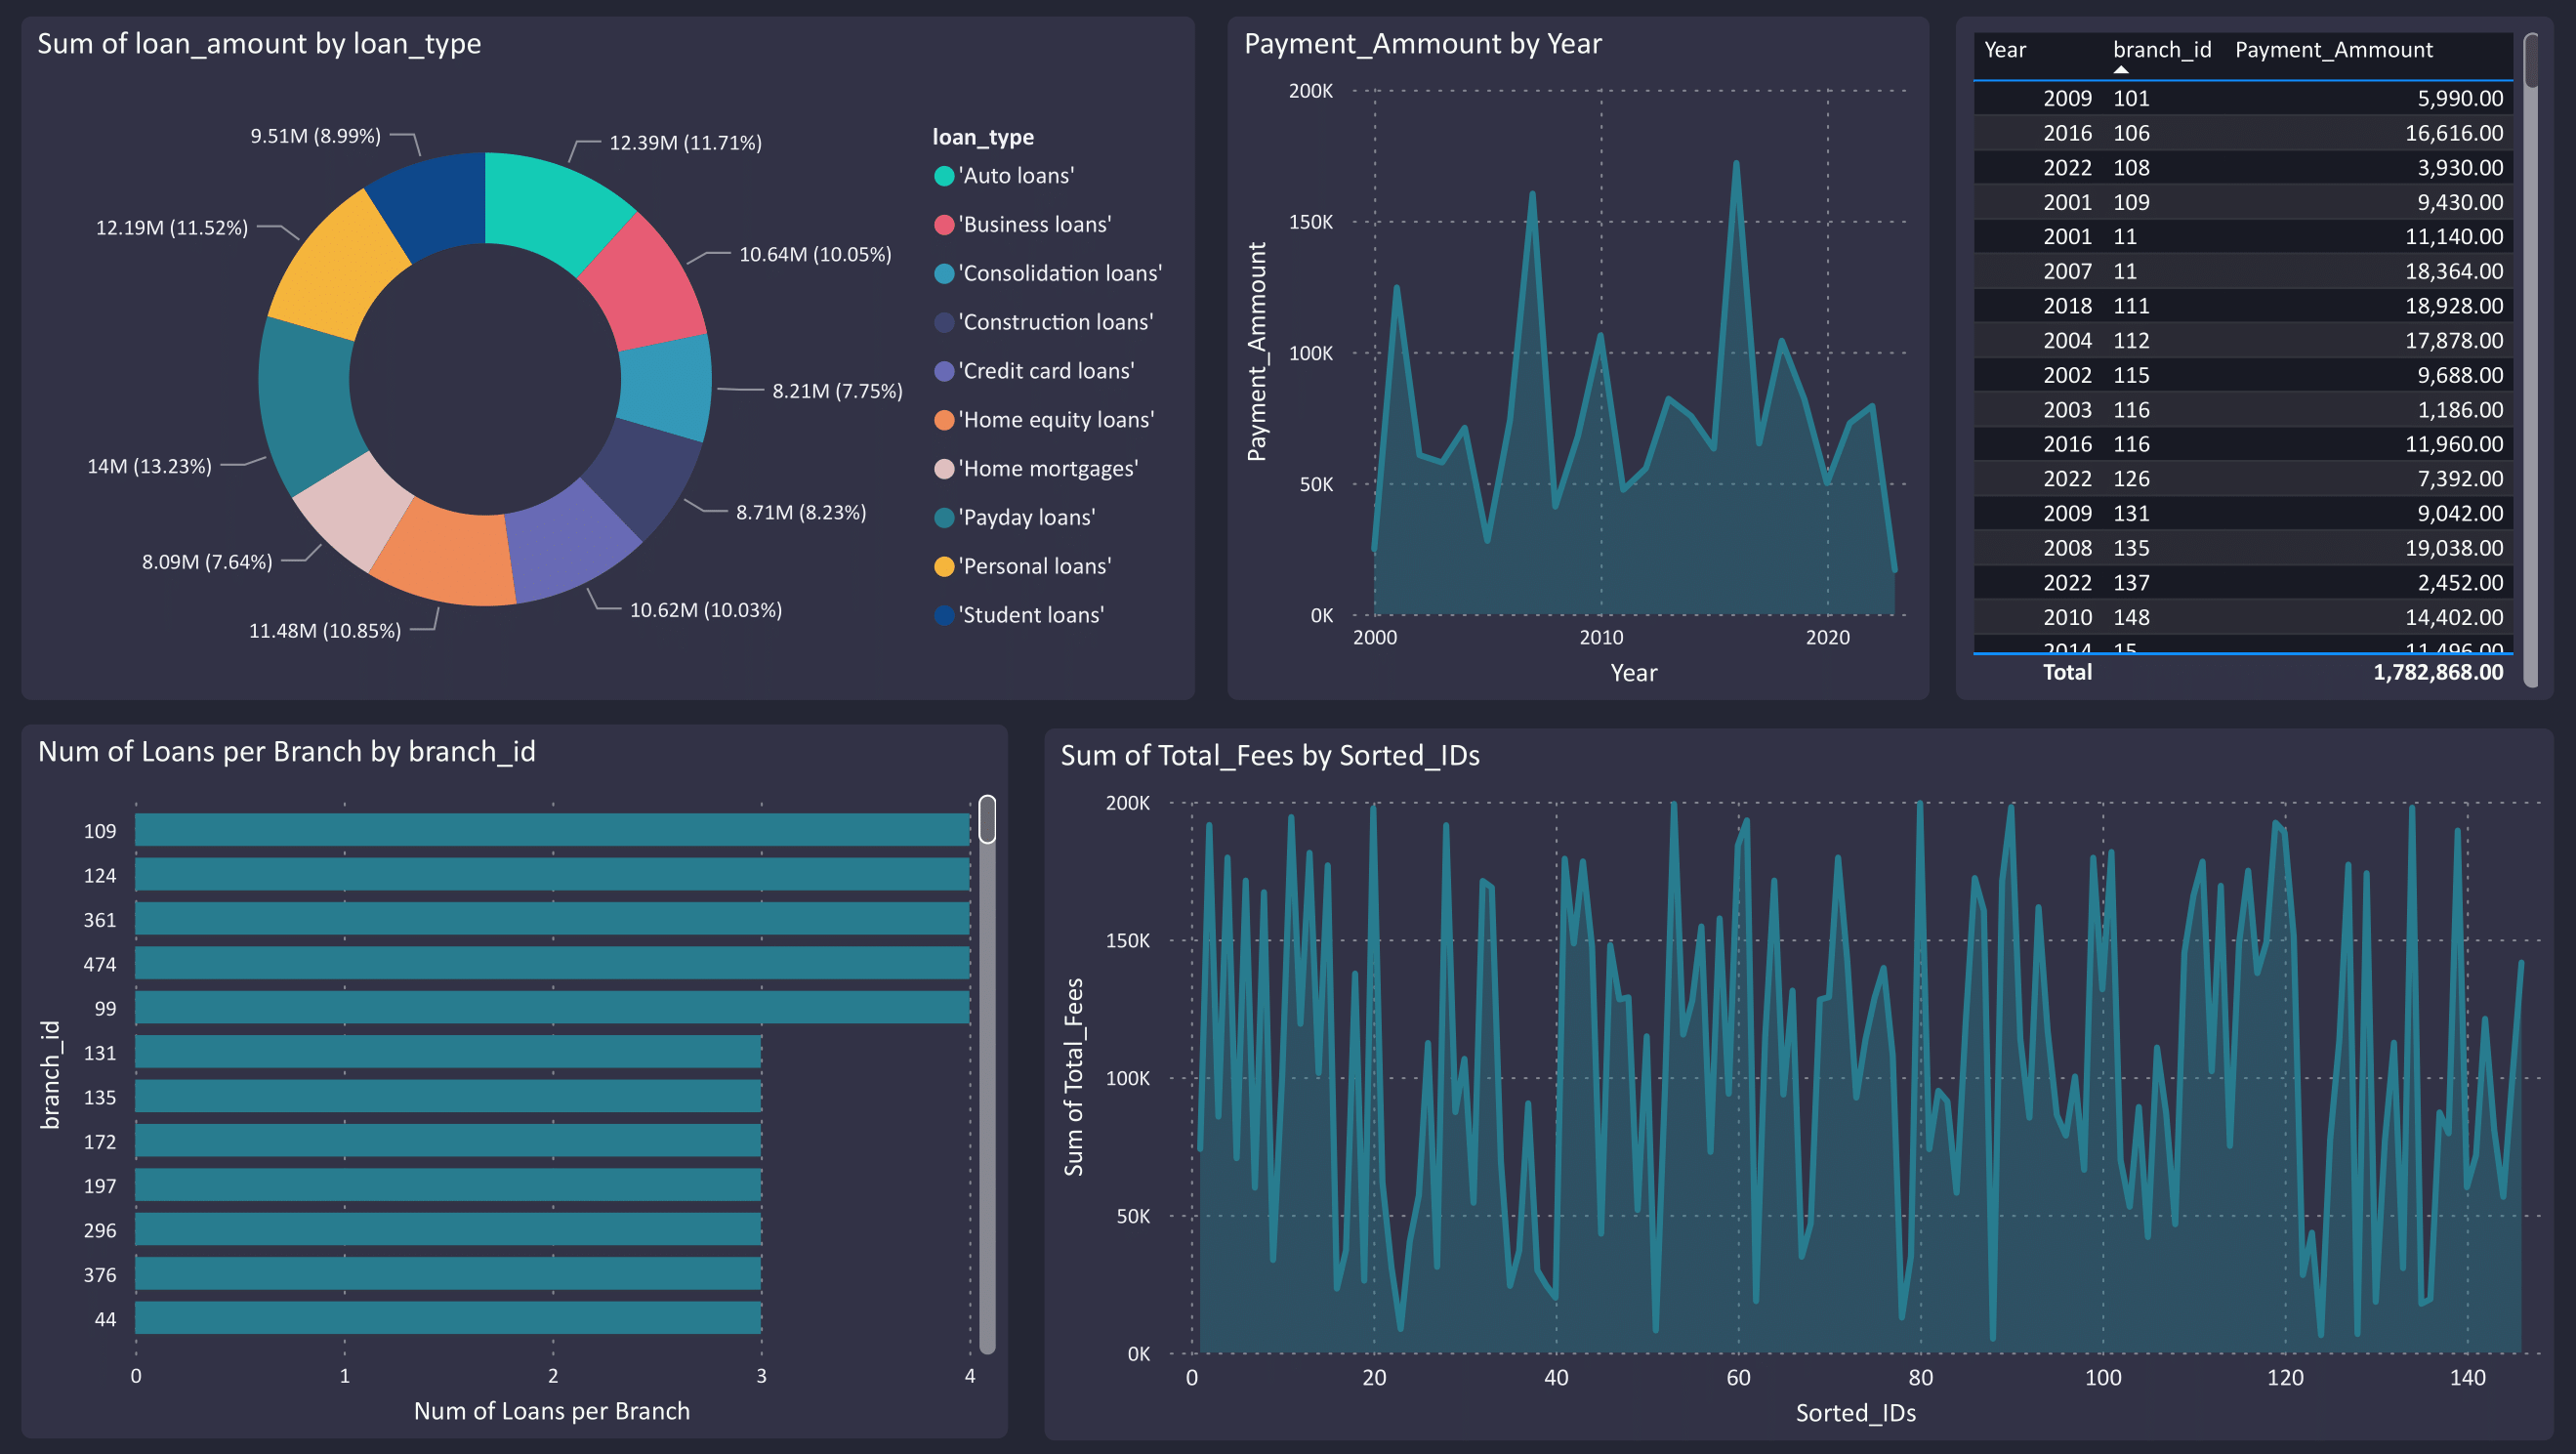 Sum of loan_amount by loan_type
9.51M (8.99%)
12.39M (11.71%)
12.19M (11.52%)
10.64M (10.05%)
8.21M (7.75%)
14M (13.23%)
8.71M (8.23%)
8.09M (7.64%)
10.62M (10.03%)
11.48M (10.85%)
loan_type
'Auto loans'
'Business loans'
'Consolidation loans'
'Construction loans'
'Credit card loans'
'Home equity loans'
'Home mortgages'
'Payday loans'
'Personal loans'
'Student loans'
Payment_Ammount by Year
Payment_Ammount
200K
150K
100K
50K
0K
2000 2010 2020
Year
Year branch_id Payment_Ammount
2009 101 5,990.00
2016 106 16,616.00
2022 108 3,930.00
2001 109 9,430.00
2001 11 11,140.00
2007 11 18,364.00
2018 111 18,928.00
2004 112 17,878.00
2002 115 9,688.00
2003 116 1,186.00
2016 116 11,960.00
2022 126 7,392.00
2009 131 9,042.00
2008 135 19,038.00
2022 137 2,452.00
2010 148 14,402.00
2014 15 11,496.00
Total 1,782,868.00
Num of Loans per Branch by branch_id
branch_id
109
124
361
474
99
131
135
172
197
296
376
44
0 1 2 3 4
Num of Loans per Branch
Sum of Total_Fees by Sorted_IDs
Sum of Total_Fees
200K
150K
100K
50K
0K
0 20 40 60 80 100 120 140
Sorted_IDs